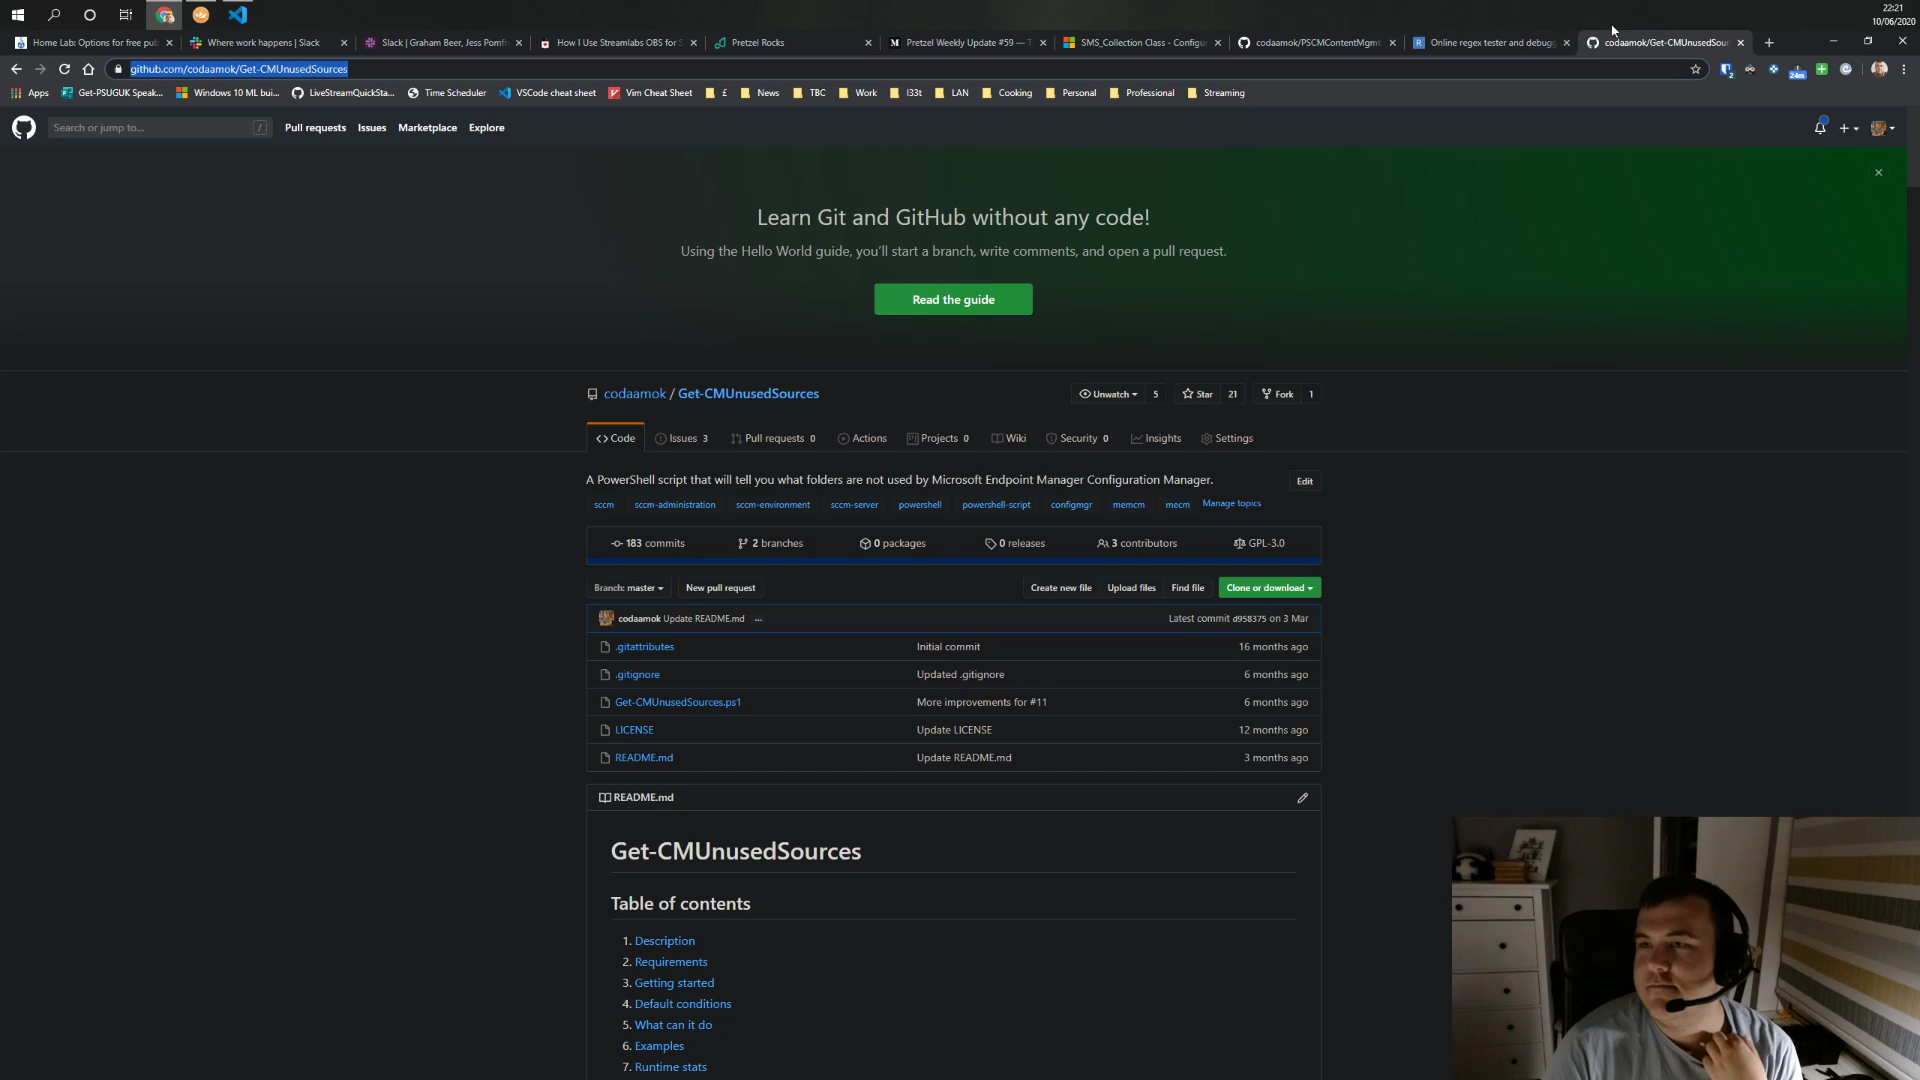 22:21
10/06/2020
Home Lab: Options for free pub
Where work happens | Slack
Slack | Graham Beer, Jess Pomfr
How I Use Streamlabs OBS for S
Pretzel Rocks
Pretzel Weekly Update #59 — T
SMS_Collection Class - Configu
codaamok/PSCMContentMgmt
Online regex tester and debugg
codaamok/Get-CMUnusedSour
github.com/codaamok/Get-CMUnusedSources
Apps
Get-PSUGUK Speak...
Windows 10 ML bui...
LiveStreamQuickSta...
Time Scheduler
VSCode cheat sheet
Vim Cheat Sheet
£
News
TBC
Work
l33t
LAN
Cooking
Personal
Professional
Streaming
Search or jump to...
/
Pull requests
Issues
Marketplace
Explore
Learn Git and GitHub without any code!
Using the Hello World guide, you'll start a branch, write comments, and open a pull request.
Read the guide
codaamok / Get-CMUnusedSources
Unwatch 5
Star 21
Fork 1
Code
Issues 3
Pull requests 0
Actions
Projects 0
Wiki
Security 0
Insights
Settings
A PowerShell script that will tell you what folders are not used by Microsoft Endpoint Manager Configuration Manager.
Edit
sccm sccm-administration sccm-environment sccm-server powershell powershell-script configmgr memcm mecm Manage topics
183 commits
2 branches
0 packages
0 releases
3 contributors
GPL-3.0
Branch: master
New pull request
Create new file
Upload files
Find file
Clone or download
codaamok Update README.md ...
Latest commit d958375 on 3 Mar
.gitattributes Initial commit 16 months ago
.gitignore Updated .gitignore 6 months ago
Get-CMUnusedSources.ps1 More improvements for #11 6 months ago
LICENSE Update LICENSE 12 months ago
README.md Update README.md 3 months ago
README.md
Get-CMUnusedSources
Table of contents
1. Description
2. Requirements
3. Getting started
4. Default conditions
5. What can it do
6. Examples
7. Runtime stats